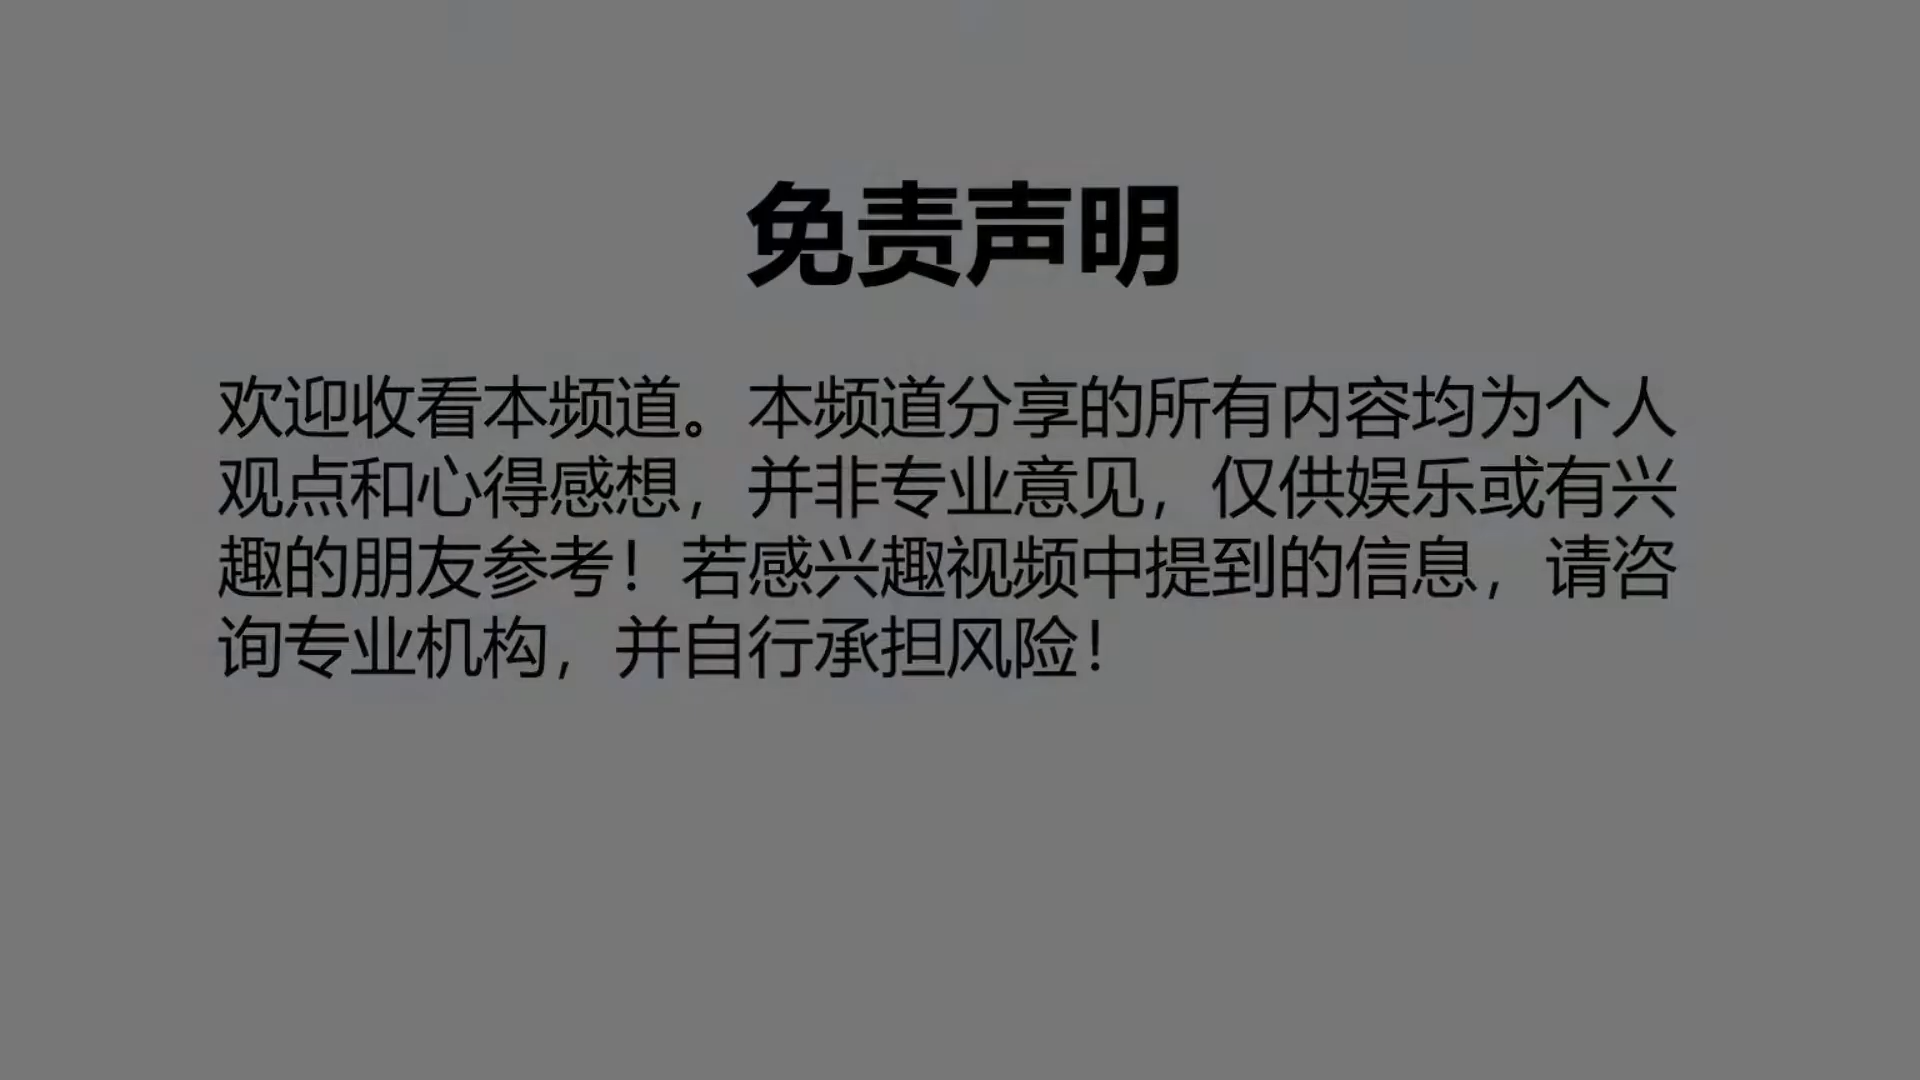 免责声明
欢迎收看本频道。本频道分享的所有内容均为个人
观点和心得感想，并非专业意见，仅供娱乐或有兴
趣的朋友参考！若感兴趣视频中提到的信息，请咨
询专业机构，并自行承担风险！